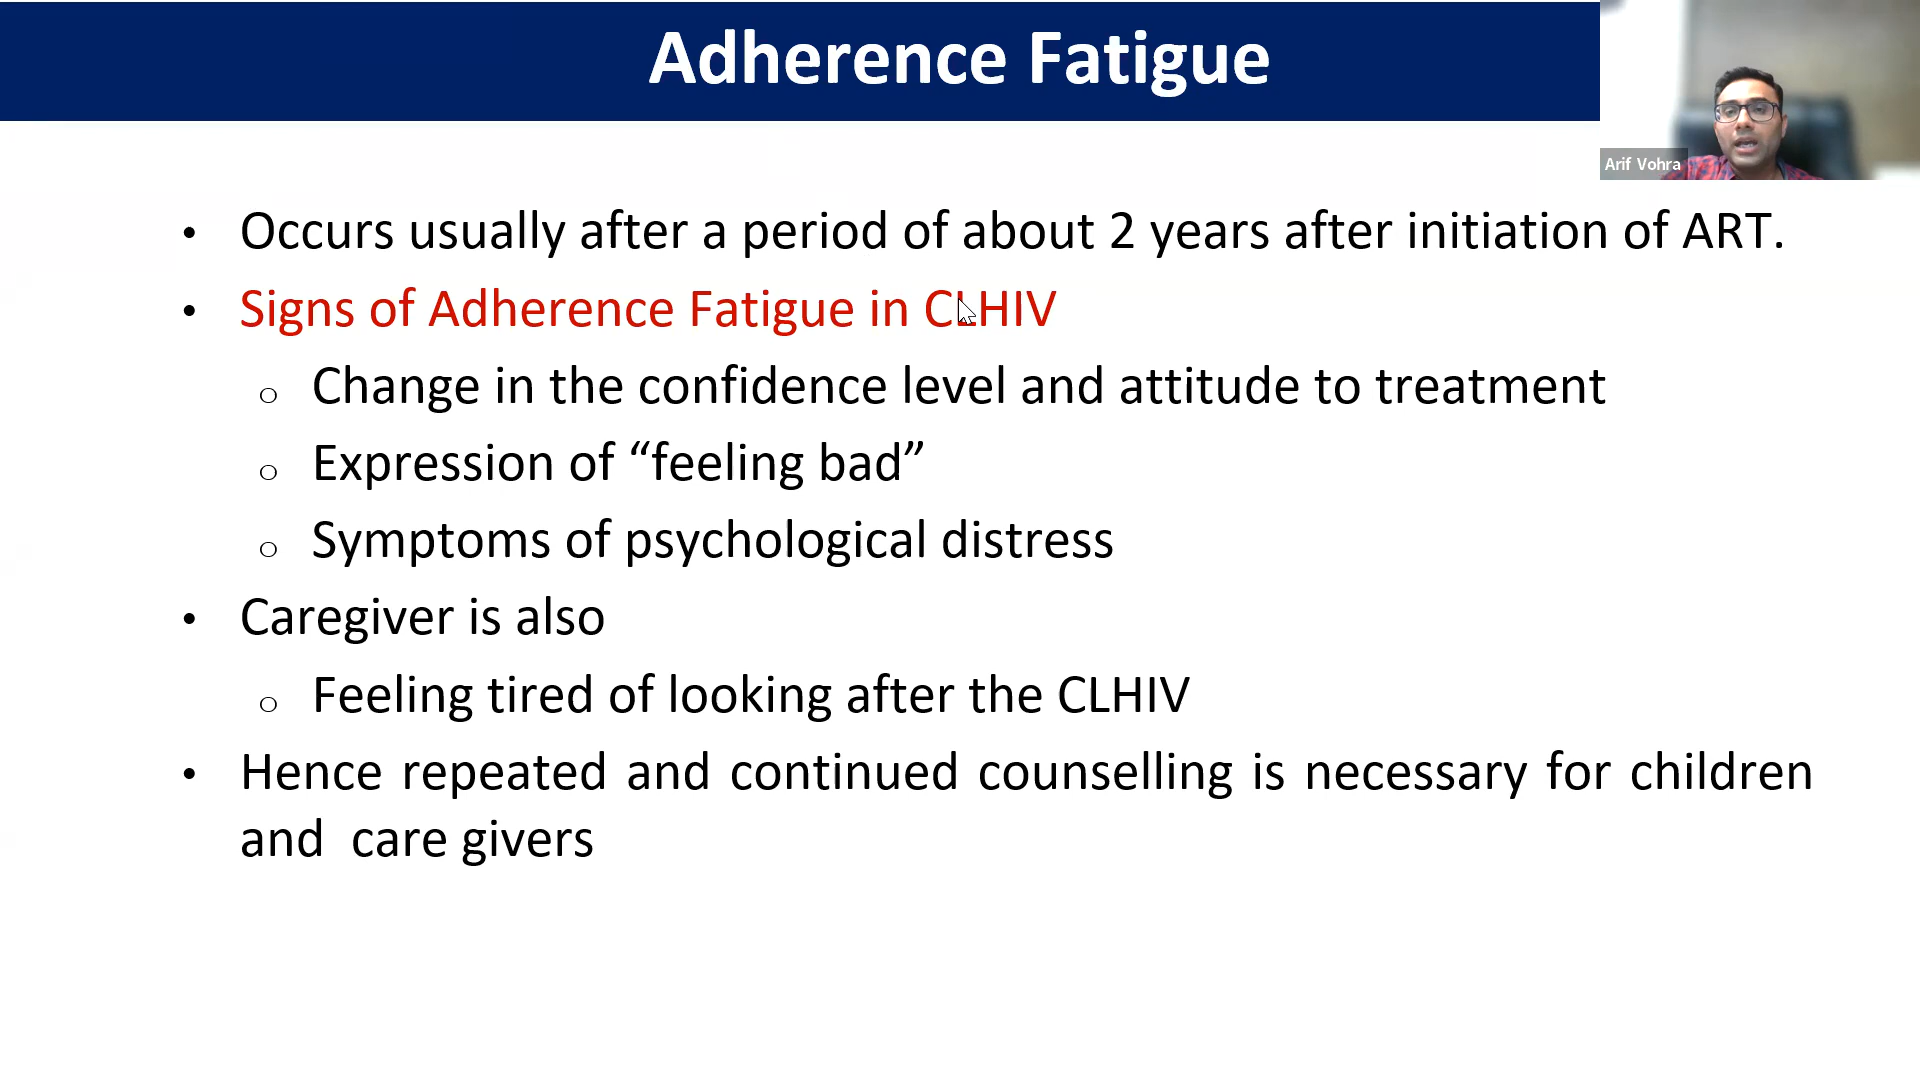 Adherence Fatigue
Arif Vohra
• Occurs usually after a period of about 2 years after initiation of ART.
• Signs of Adherence Fatigue in CLHIV
o Change in the confidence level and attitude to treatment
o Expression of “feeling bad”
o Symptoms of psychological distress
• Caregiver is also
o Feeling tired of looking after the CLHIV
• Hence repeated and continued counselling is necessary for children
and care givers